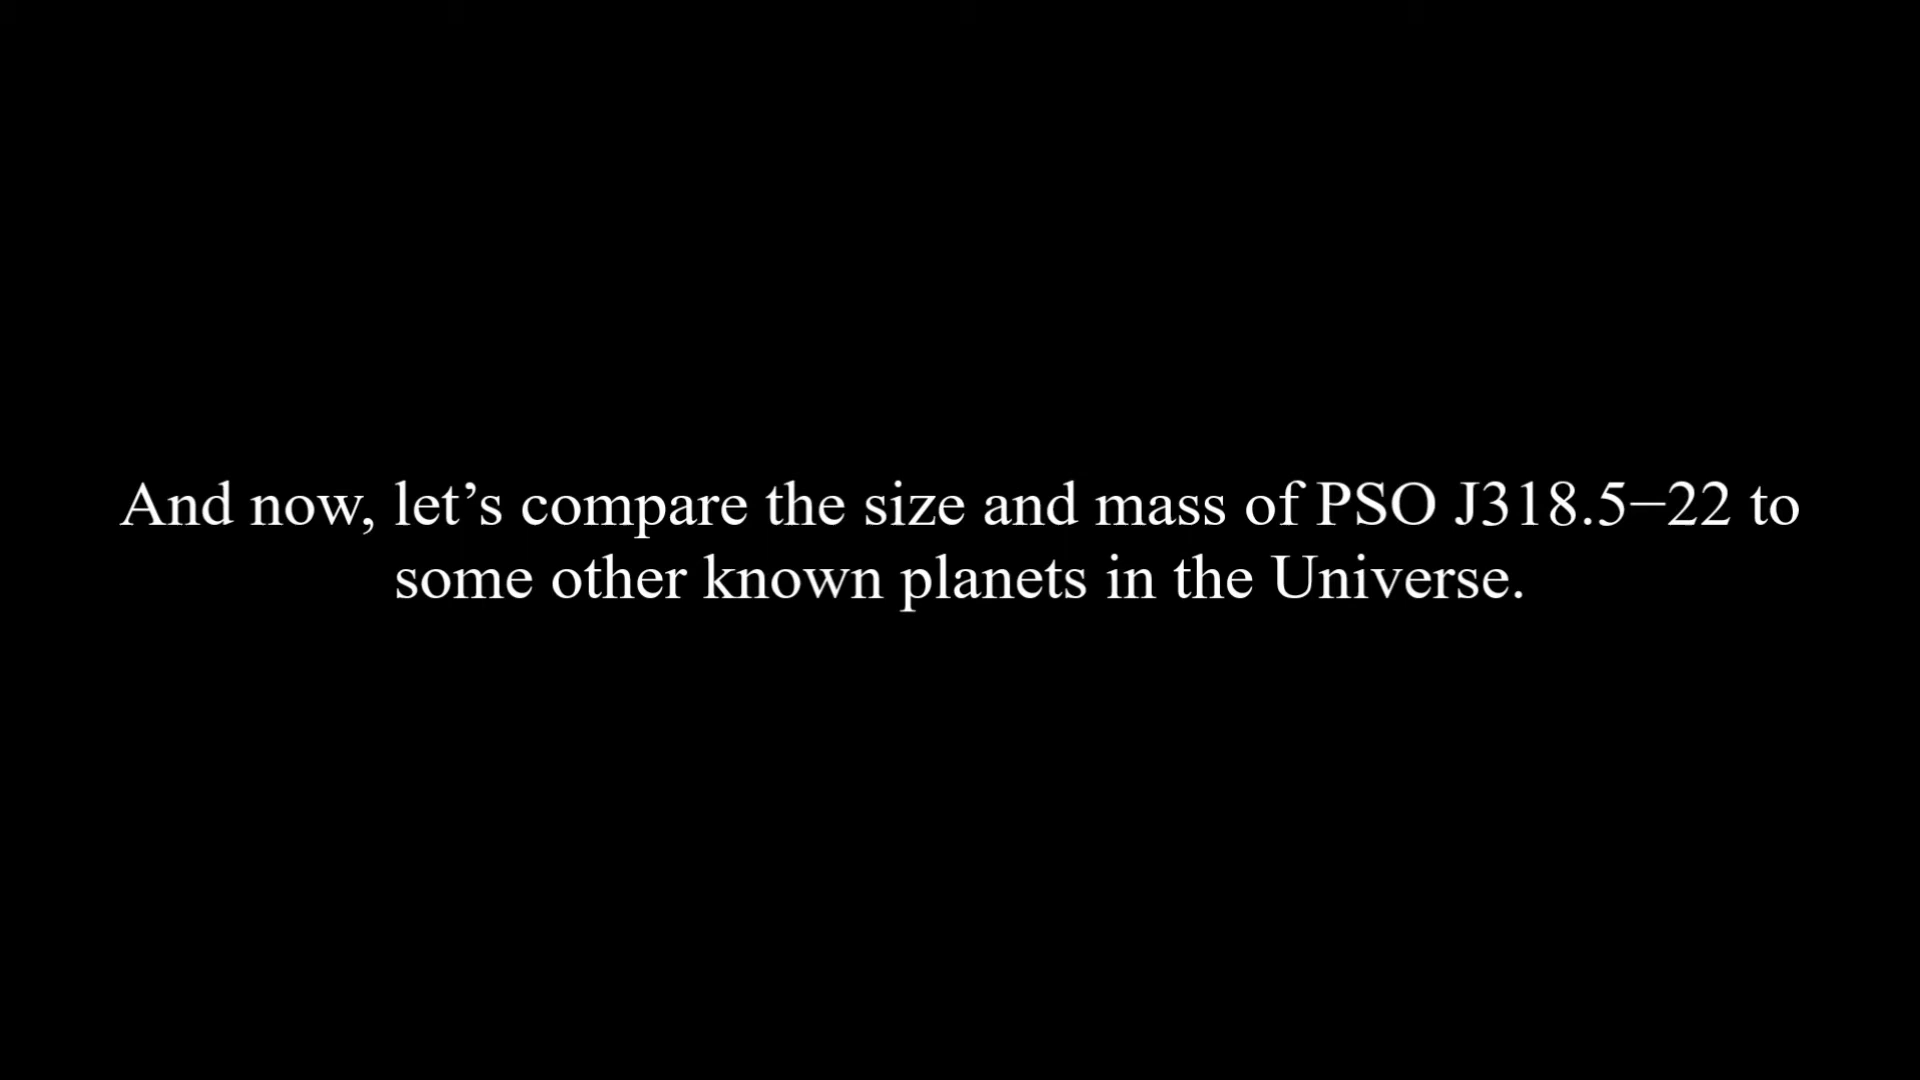 And now, let’s compare the size and mass of PSO J318.5−22 to
some other known planets in the Universe.